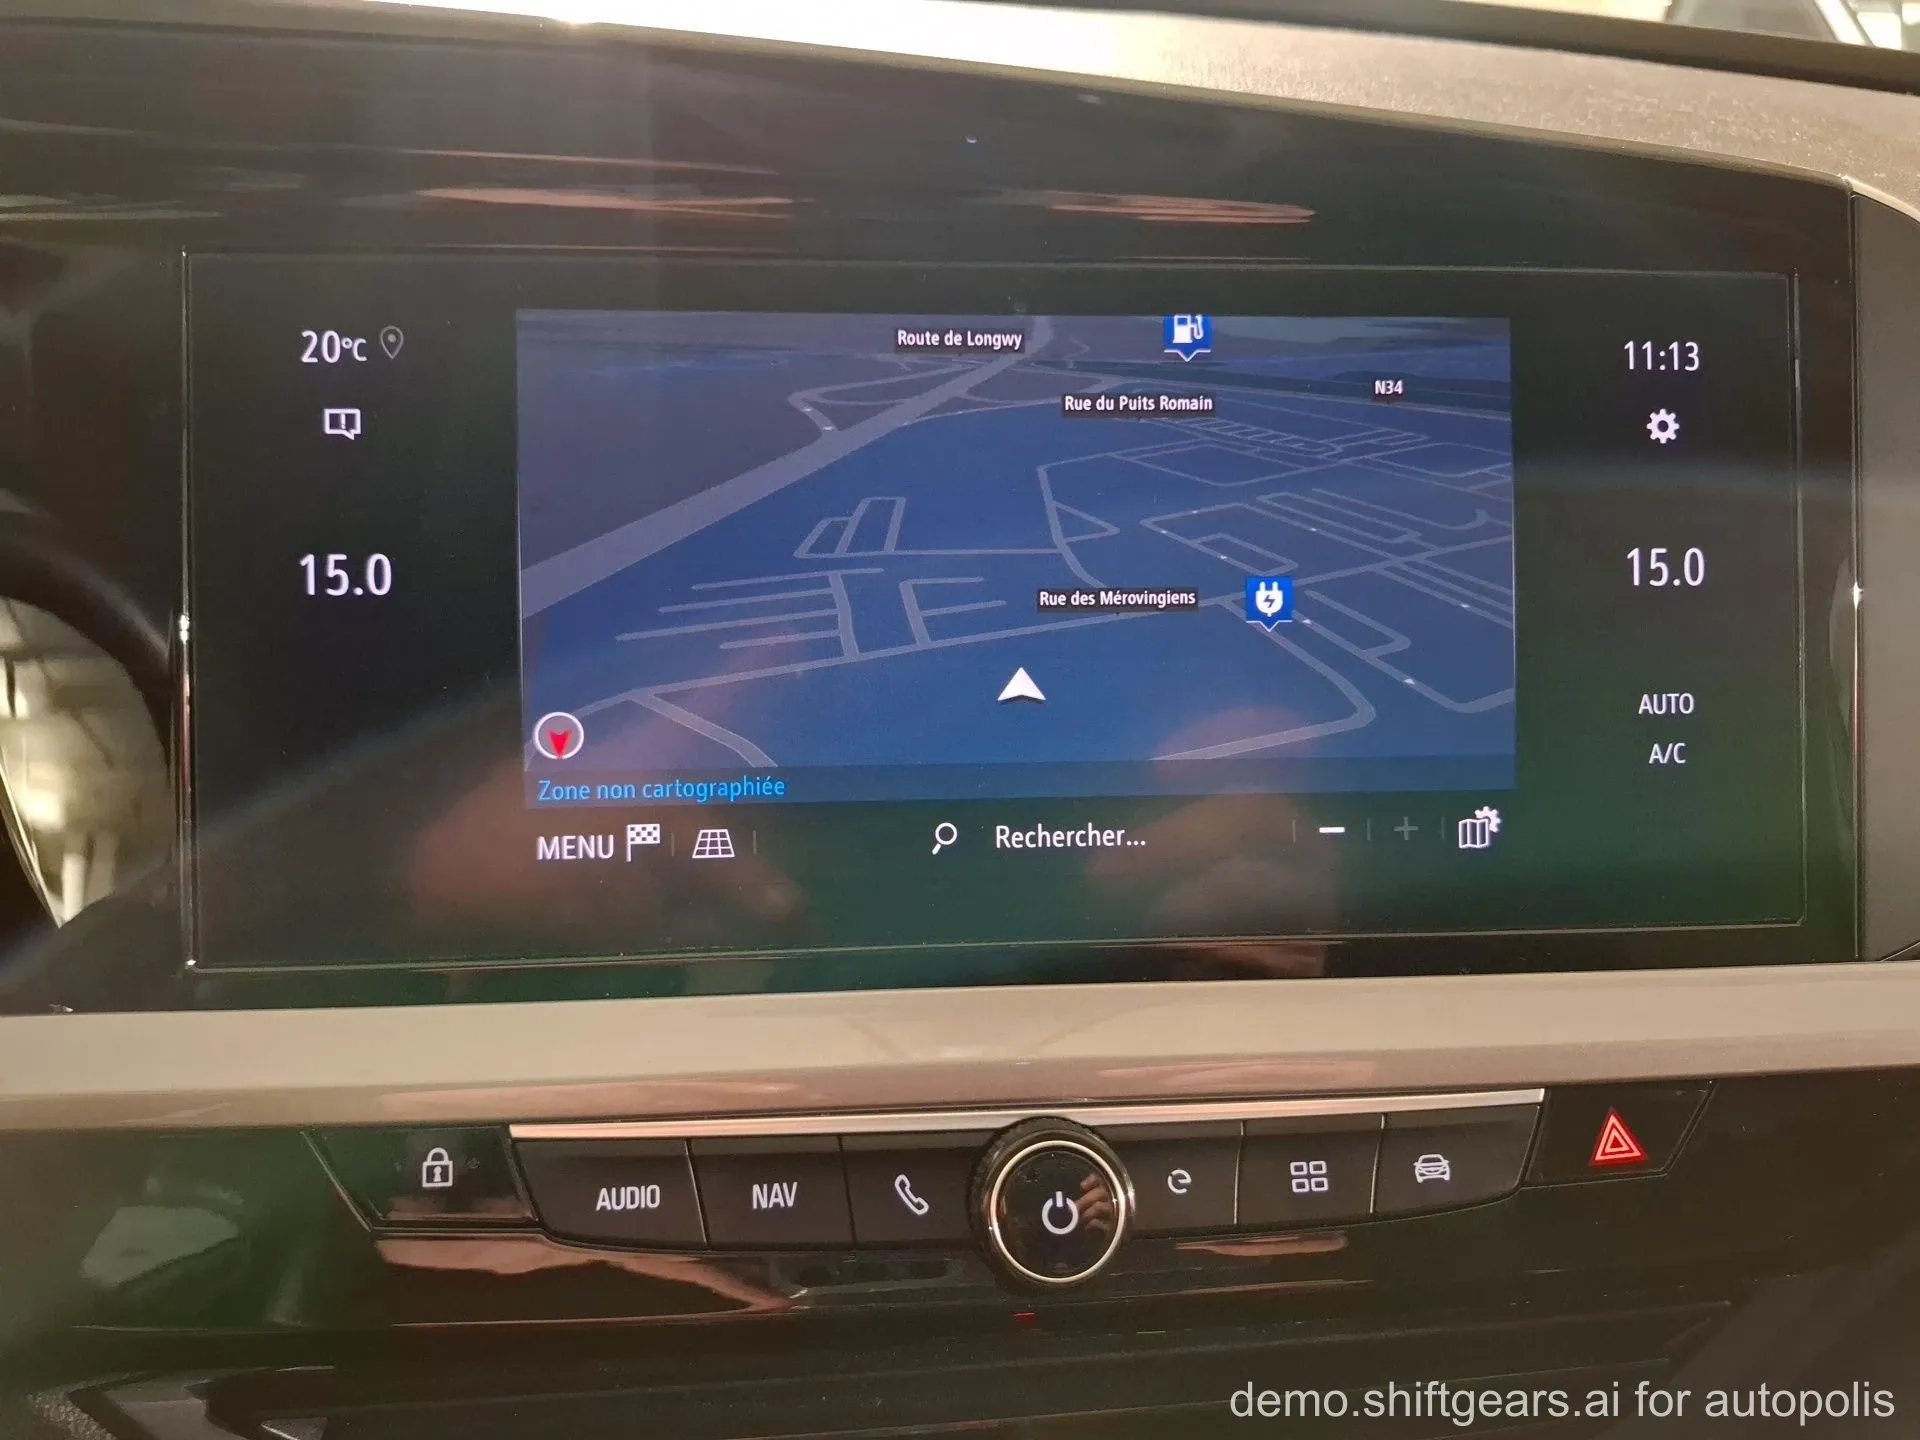 20°C
11:13
Route de Longwy
N34
Rue du Puits Romain
15.0
15.0
Rue des Mérovingiens
AUTO
A/C
Zone non cartographiée
MENU
Rechercher...
AUDIO
NAV
demo.shiftgears.ai for autopolis